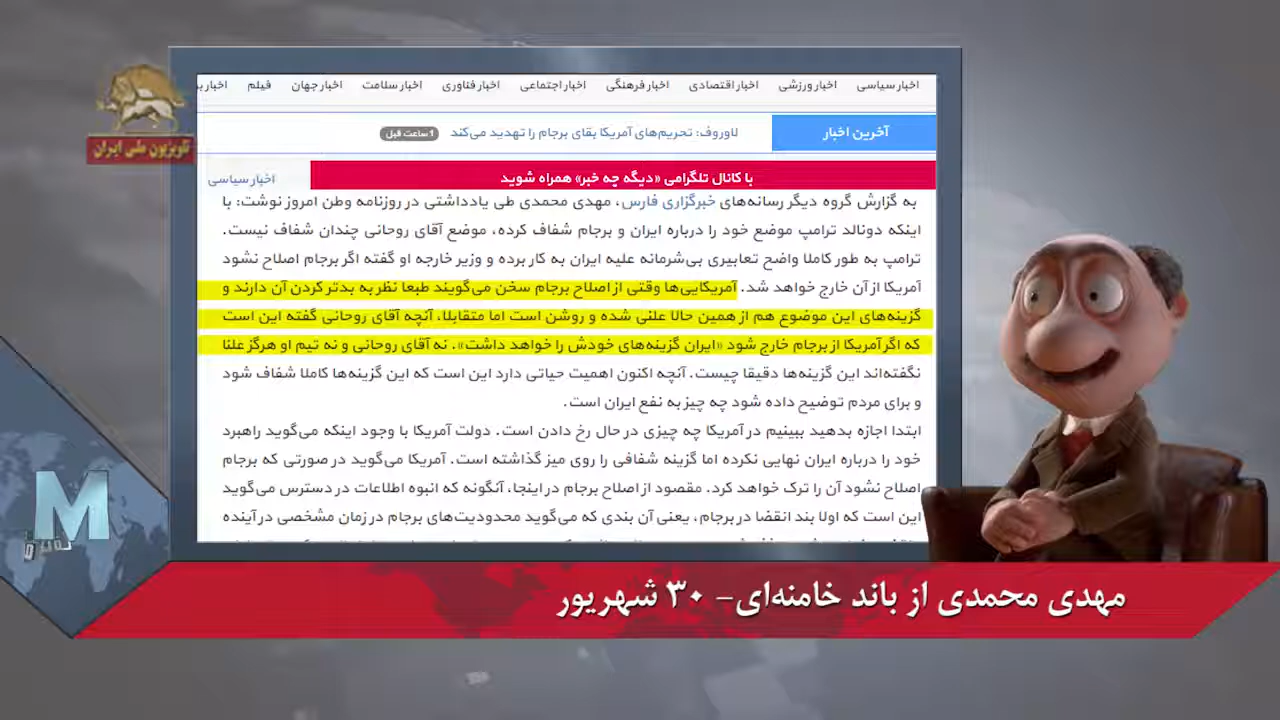 اخبار سیاسی اخبار ورزشی اخبار اقتصادی اخبار فرهنگی اخبار اجتماعی اخبار فناوری اخبار سلامت اخبار جهان فیلم
آخرین اخبار
لاوروف: تحریم‌های آمریکا بقای برجام را تهدید می‌کند
1 ساعت قبل
تلویزیون ملی ایران
با کانال تلگرامی «دیگه چه خبر» همراه شوید
اخبار سیاسی
به گزارش گروه دیگر رسانه‌های خبرگزاری فارس، مهدی محمدی طی یادداشتی در روزنامه وطن امروز نوشت: با
اینکه دونالد ترامپ موضع خود را درباره ایران و برجام شفاف کرده، موضع آقای روحانی چندان شفاف نیست.
ترامپ به طور کاملا واضح تعابیری بی‌شرمانه علیه ایران به کار برده و وزیر خارجه او گفته اگر برجام اصلاح نشود
آمریکا از آن خارج خواهد شد. آمریکایی‌ها وقتی از اصلاح برجام سخن می‌گویند طبعا نظر به بدتر کردن آن دارند و
گزینه‌های این موضوع هم از همین حالا علنی شده و روشن است اما متقابلا، آنچه آقای روحانی گفته این است
که اگر آمریکا از برجام خارج شود «ایران گزینه‌های خودش را خواهد داشت». نه آقای روحانی و نه تیم او هرگز علنا
نگفته‌اند این گزینه‌ها دقیقا چیست. آنچه اکنون اهمیت حیاتی دارد این است که این گزینه‌ها کاملا شفاف شود
و برای مردم توضیح داده شود چه چیز به نفع ایران است.
ابتدا اجازه بدهید ببینیم در آمریکا چه چیزی در حال رخ دادن است. دولت آمریکا با وجود اینکه می‌گوید راهبرد
خود را درباره ایران نهایی نکرده اما گزینه شفافی را روی میز گذاشته است. آمریکا می‌گوید در صورتی که برجام
اصلاح نشود آن را ترک خواهد کرد. مقصود از اصلاح برجام در اینجا، آنگونه که انبوه اطلاعات در دسترس می‌گوید
این است که اولا بند انقضا در برجام، یعنی آن بندی که می‌گوید محدودیت‌های برجام در زمان مشخصی در آینده
M
مهدی محمدی از باند خامنه‌ای- ۳۰ شهریور